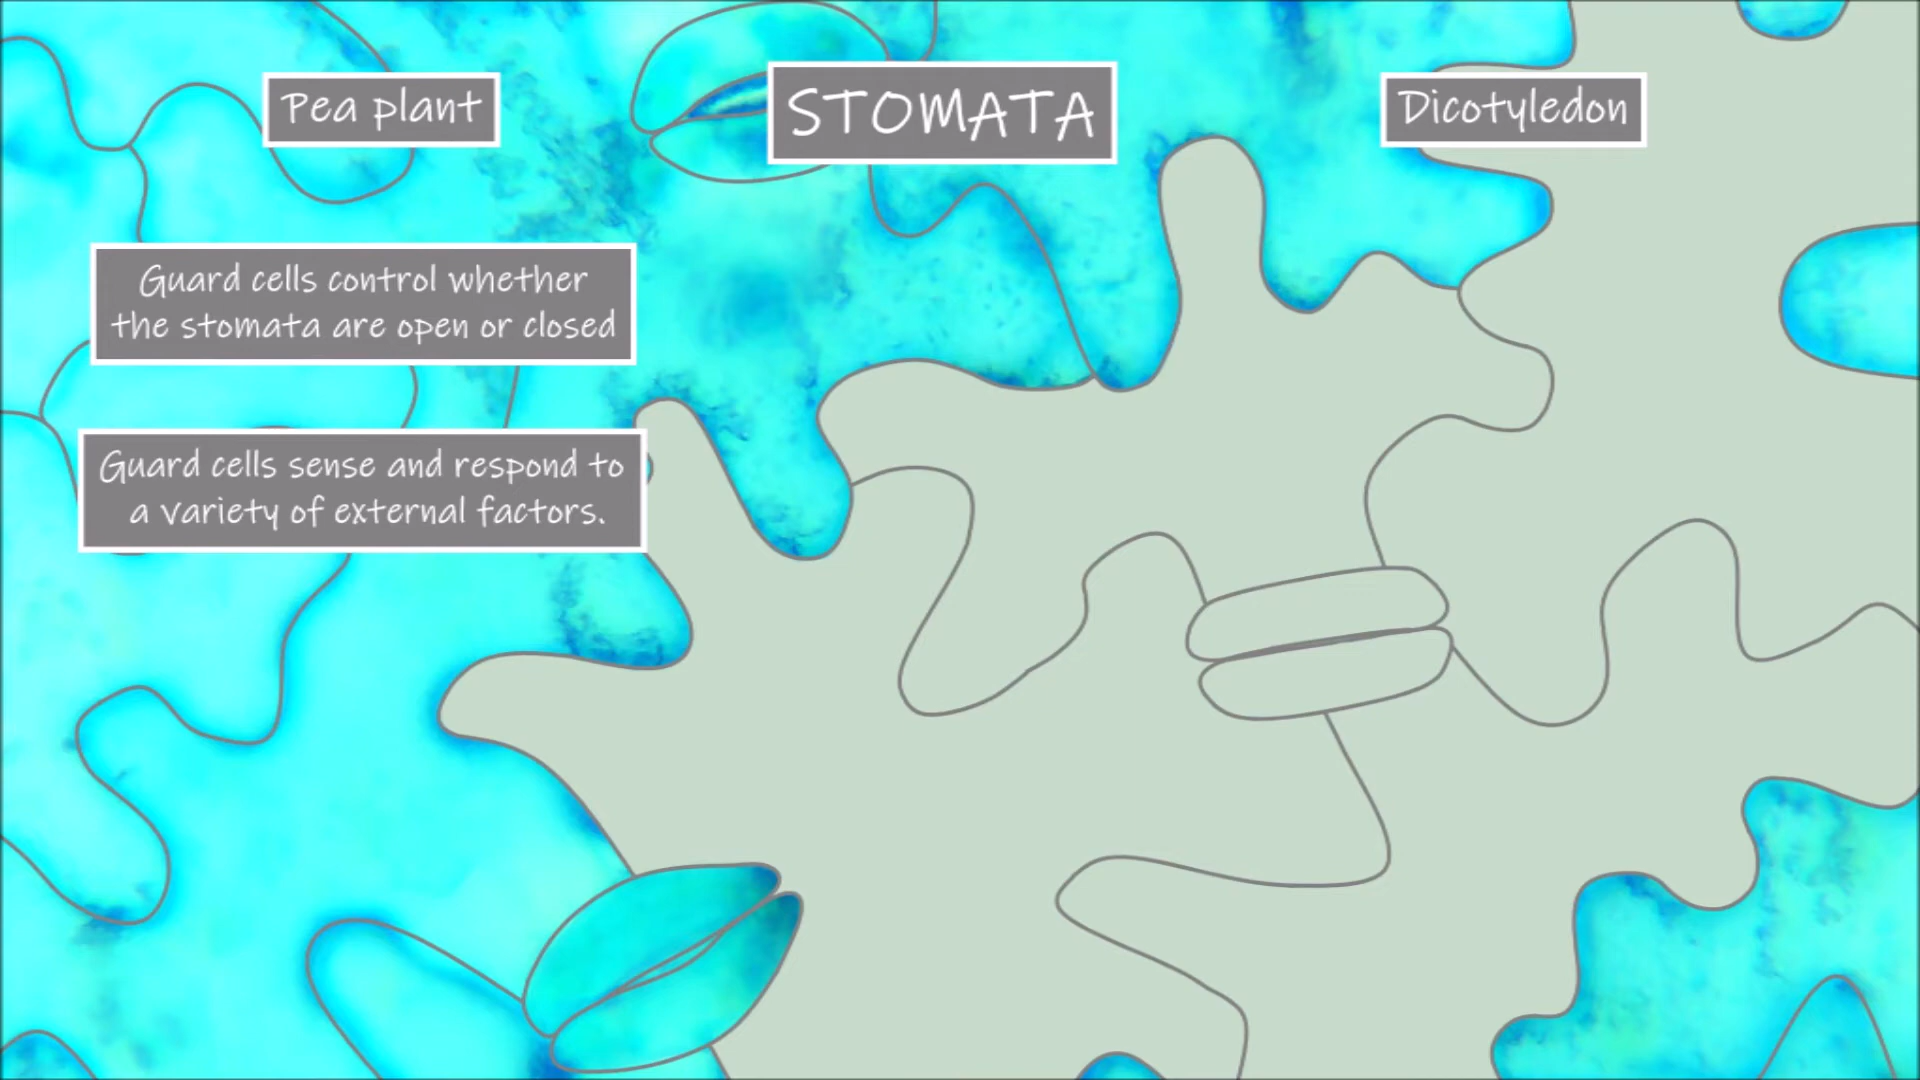 Pea plant
STOMATA
Dicotyledon
Guard cells control whether
the stomata are open or closed
Guard cells sense and respond to
a variety of external factors.